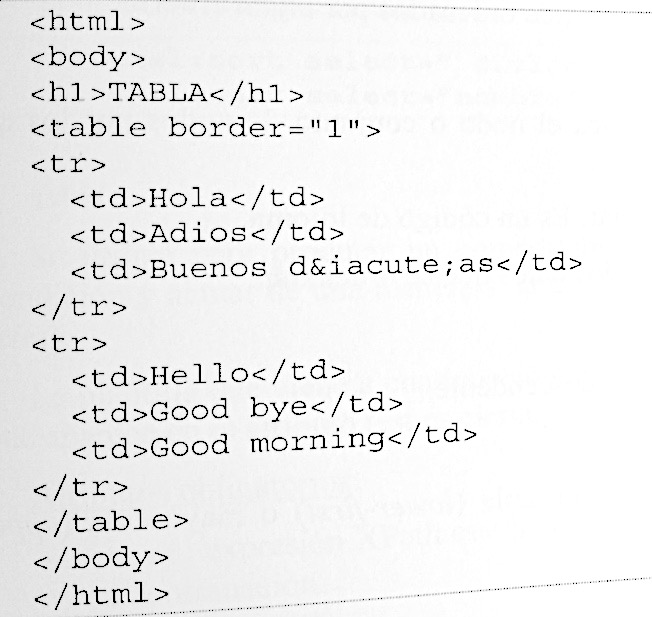 <html>
<body>
<h1>TABLA</h1>
<table border="1">
<tr>
<td>Hola</td>
<td>Adios</td>
<td>Buenos d&iacute;as</td>
</tr>
<tr>
<td>Hello</td>
<td>Good bye</td>
<td>Good morning</td>
</tr>
</table>
</body>
</html>